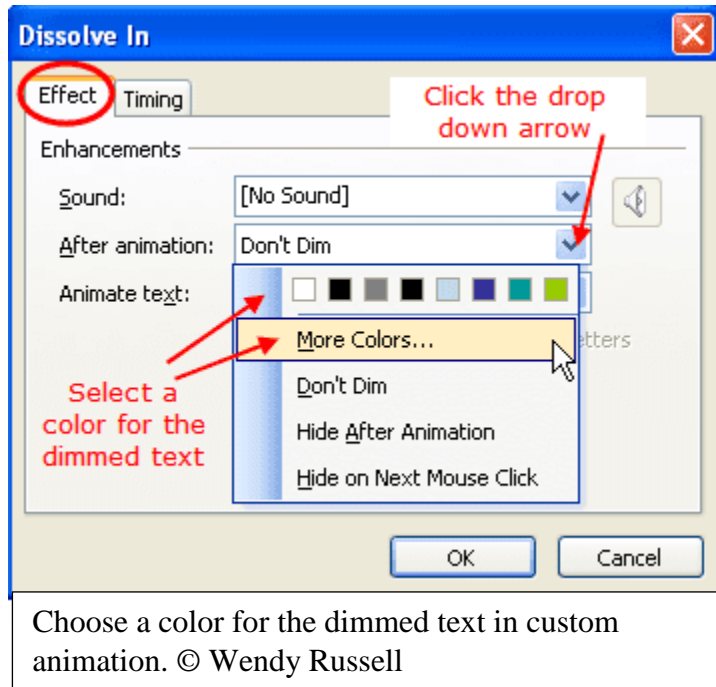 Dissolve In
Effect Timing
Click the drop
down arrow
Enhancements
Sound: [No Sound]
After animation: Don't Dim
Animate text:
More Colors...
etters
Don't Dim
Select a
color for the
dimmed text
Hide After Animation
Hide on Next Mouse Click
OK Cancel
Choose a color for the dimmed text in custom
animation. © Wendy Russell